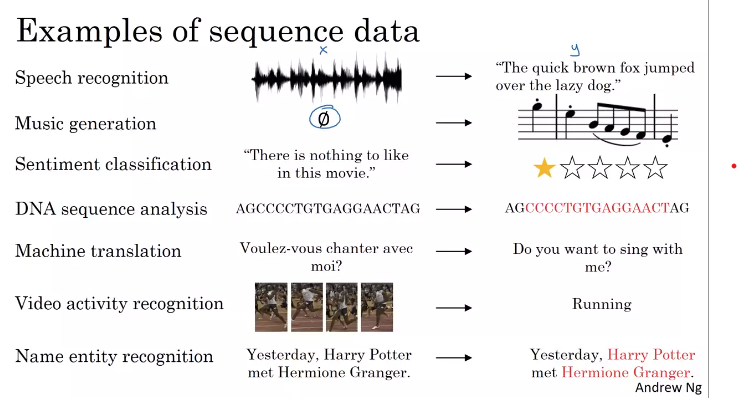 Examples of sequence data
x
y
Speech recognition
“The quick brown fox jumped
over the lazy dog.”
Music generation
∅
Sentiment classification
“There is nothing to like
in this movie.”
DNA sequence analysis
AGCCCCTGTGAGGAACTAG
AGCCCCTGTGAGGAACTAG
Machine translation
Voulez-vous chanter avec
moi?
Do you want to sing with
me?
Video activity recognition
Running
Name entity recognition
Yesterday, Harry Potter
met Hermione Granger.
Yesterday, Harry Potter
met Hermione Granger.
Andrew Ng